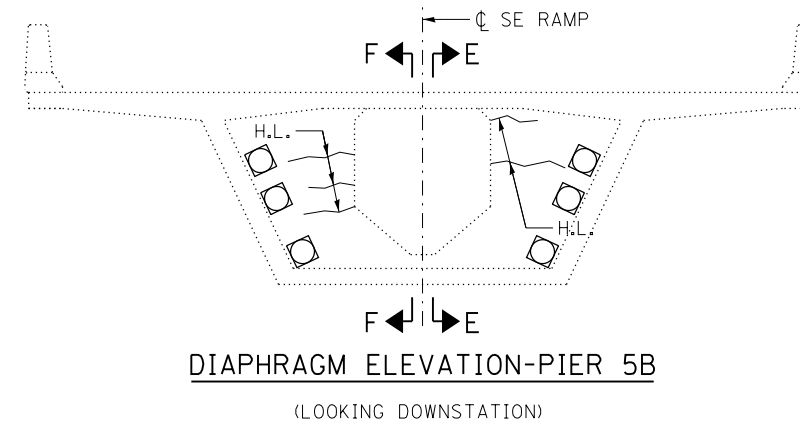 ℄ SE RAMP
F E
H.L.
H.L.
F E
DIAPHRAGM ELEVATION-PIER 5B
(LOOKING DOWNSTATION)